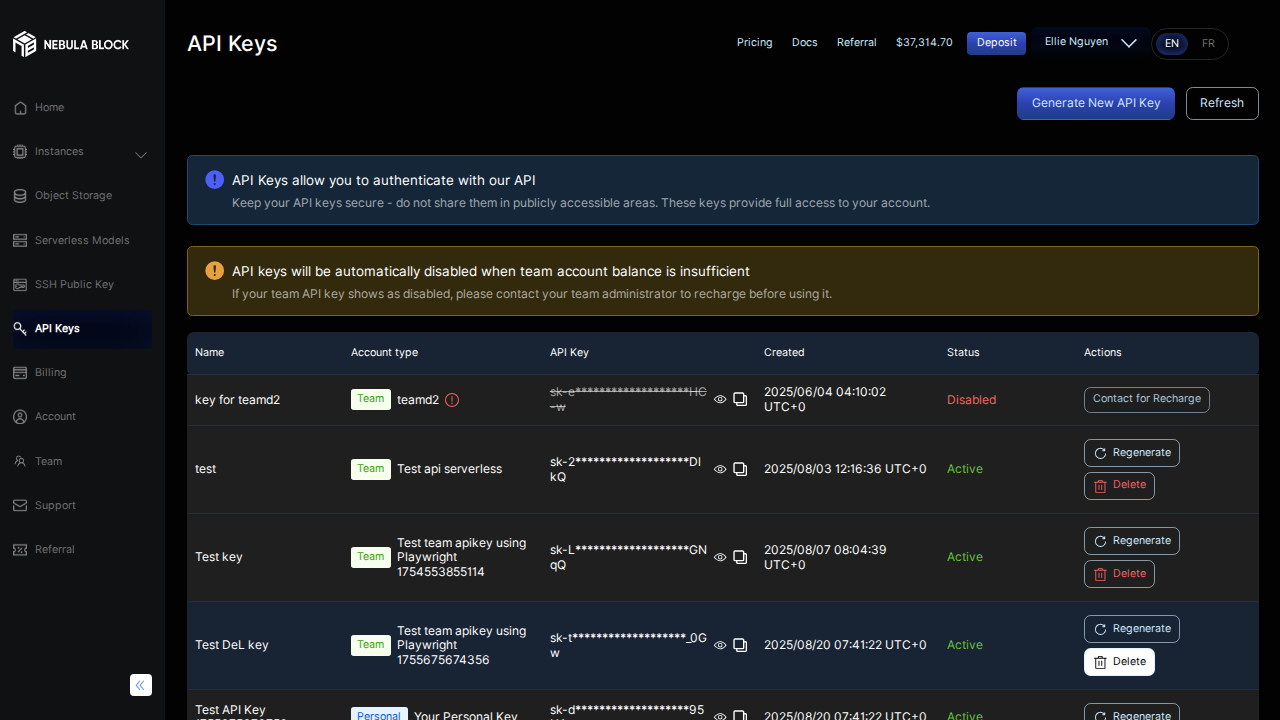 NEBULA BLOCK
API Keys
Pricing Docs Referral $37,314.70 Deposit Ellie Nguyen EN FR
Home
Instances
Object Storage
Serverless Models
SSH Public Key
API Keys
Billing
Account
Team
Support
Referral
Generate New API Key Refresh
API Keys allow you to authenticate with our API
Keep your API keys secure - do not share them in publicly accessible areas. These keys provide full access to your account.
API keys will be automatically disabled when team account balance is insufficient
If your team API key shows as disabled, please contact your team administrator to recharge before using it.
Name Account type API Key Created Status Actions
key for teamd2 Team teamd2 sk-e********************HC 2025/06/04 04:10:02 Disabled Contact for Recharge
-w UTC+0
test Team Test api serverless sk-2********************DI 2025/08/03 12:16:36 UTC+0 Active Regenerate
kQ Delete
Test key Team Test team apikey using sk-L********************GN 2025/08/07 08:04:39 Active Regenerate
Playwright qQ UTC+0 Delete
1754553855114
Test DeL key Team Test team apikey using sk-t********************_0G 2025/08/20 07:41:22 UTC+0 Active Regenerate
Playwright w Delete
1755675674356
Test API Key Personal Your Personal Key sk-d********************95 2025/08/20 07:41:22 UTC+0 Active Regenerate